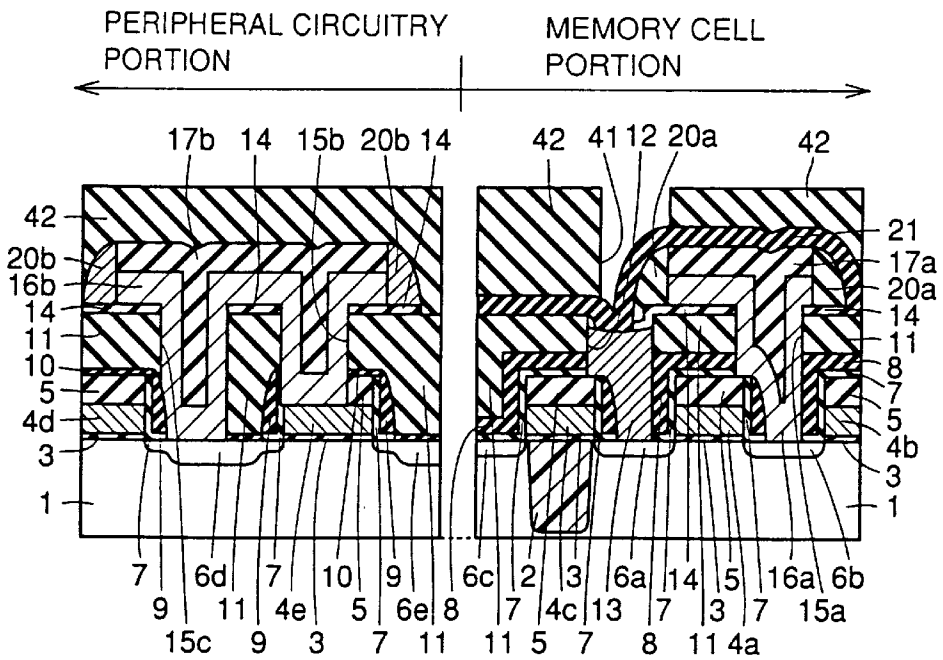 PERIPHERAL CIRCUITRY PORTION
MEMORY CELL PORTION
17b 14 15b 20b 14 42 41 12 20a 42
42
20b
16b
14
11
10
5
4d
3
1
21
17a
20a
14
11
8
7
5
4b
3
1
7 6d 7 10 9 6c 2 3 6a 14 5 16a 6b
9 11 4e 5 6e 8 7 4c 13 7 3 7 15a
15c 9 3 7 11 11 5 7 8 11 4a